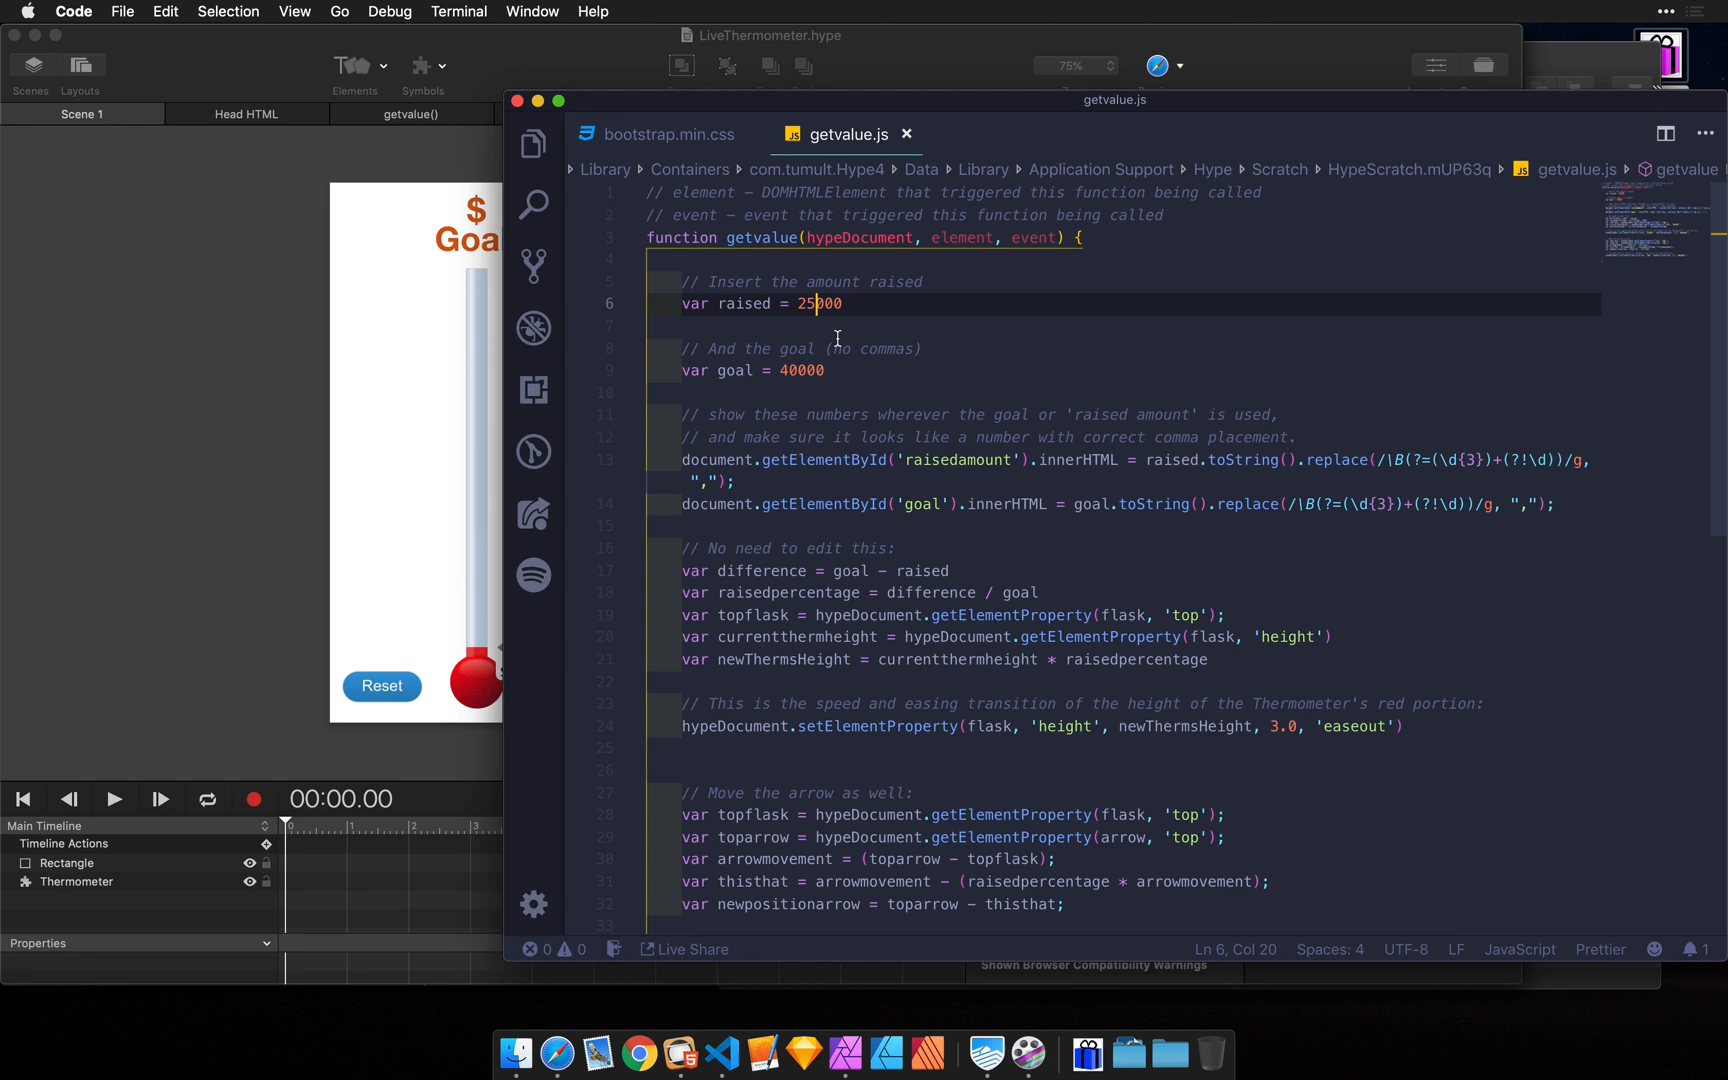 Code File Edit Selection View Go Debug Terminal Window Help
LiveThermometer.hype
75%
Scenes Layouts Elements Symbols
Scene 1 Head HTML getvalue()
getvalue.js
bootstrap.min.css getvalue.js
Library Containers com.tumult.Hype4 Data Library Application Support Hype Scratch HypeScratch.mUP63q getvalue.js getvalue
1 // element - DOMHTMLElement that triggered this function being called
2 // event - event that triggered this function being called
3 function getvalue(hypeDocument, element, event) {
4
5 // Insert the amount raised
6 var raised = 25000
7
8 // And the goal (no commas)
9 var goal = 40000
10
11 // show these numbers wherever the goal or 'raised amount' is used,
12 // and make sure it looks like a number with correct comma placement.
13 document.getElementById('raisedamount').innerHTML = raised.toString().replace(/\B(?=(\d{3})+(?!\d))/g,
",");
14 document.getElementById('goal').innerHTML = goal.toString().replace(/\B(?=(\d{3})+(?!\d))/g, ",");
15
16 // No need to edit this:
17 var difference = goal - raised
18 var raisedpercentage = difference / goal
19 var topflask = hypeDocument.getElementProperty(flask, 'top');
20 var currentthermheight = hypeDocument.getElementProperty(flask, 'height')
21 var newThermsHeight = currentthermheight * raisedpercentage
22
23 // This is the speed and easing transition of the height of the Thermometer's red portion:
24 hypeDocument.setElementProperty(flask, 'height', newThermsHeight, 3.0, 'easeout')
25
26
27 // Move the arrow as well:
28 var topflask = hypeDocument.getElementProperty(flask, 'top');
29 var toparrow = hypeDocument.getElementProperty(arrow, 'top');
30 var arrowmovement = (toparrow - topflask);
31 var thisthat = arrowmovement - (raisedpercentage * arrowmovement);
32 var newpositionarrow = toparrow - thisthat;
33
$
Goa
Reset
00:00.00
Main Timeline 0 1 2 3
Timeline Actions
Rectangle
Thermometer
Properties
0 0 Live Share Ln 6, Col 20 Spaces: 4 UTF-8 LF JavaScript Prettier 1
Shown Browser Compatibility Warnings